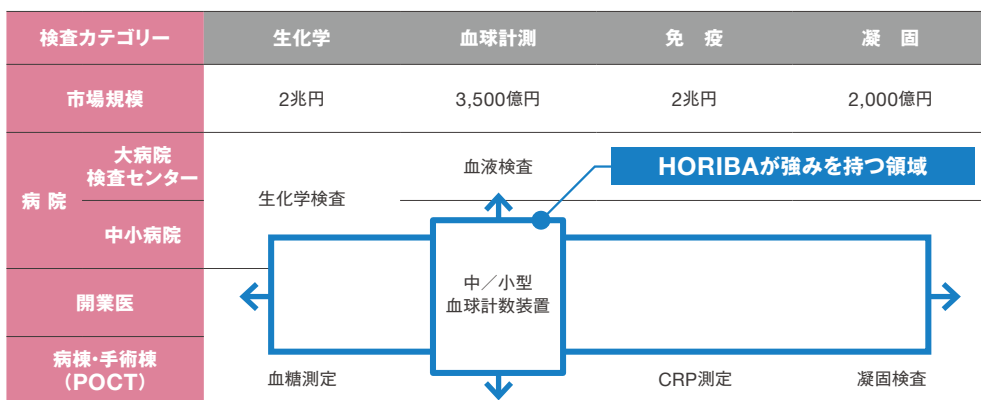 検査カテゴリー 生化学 血球計測 免 疫 凝 固
市場規模 2兆円 3,500億円 2兆円 2,000億円
病 院
大病院
検査センター
生化学検査
血液検査
HORIBAが強みを持つ領域
中小病院
開業医
中／小型
血球計数装置
病棟・手術棟
（POCT）
血糖測定
CRP測定
凝固検査